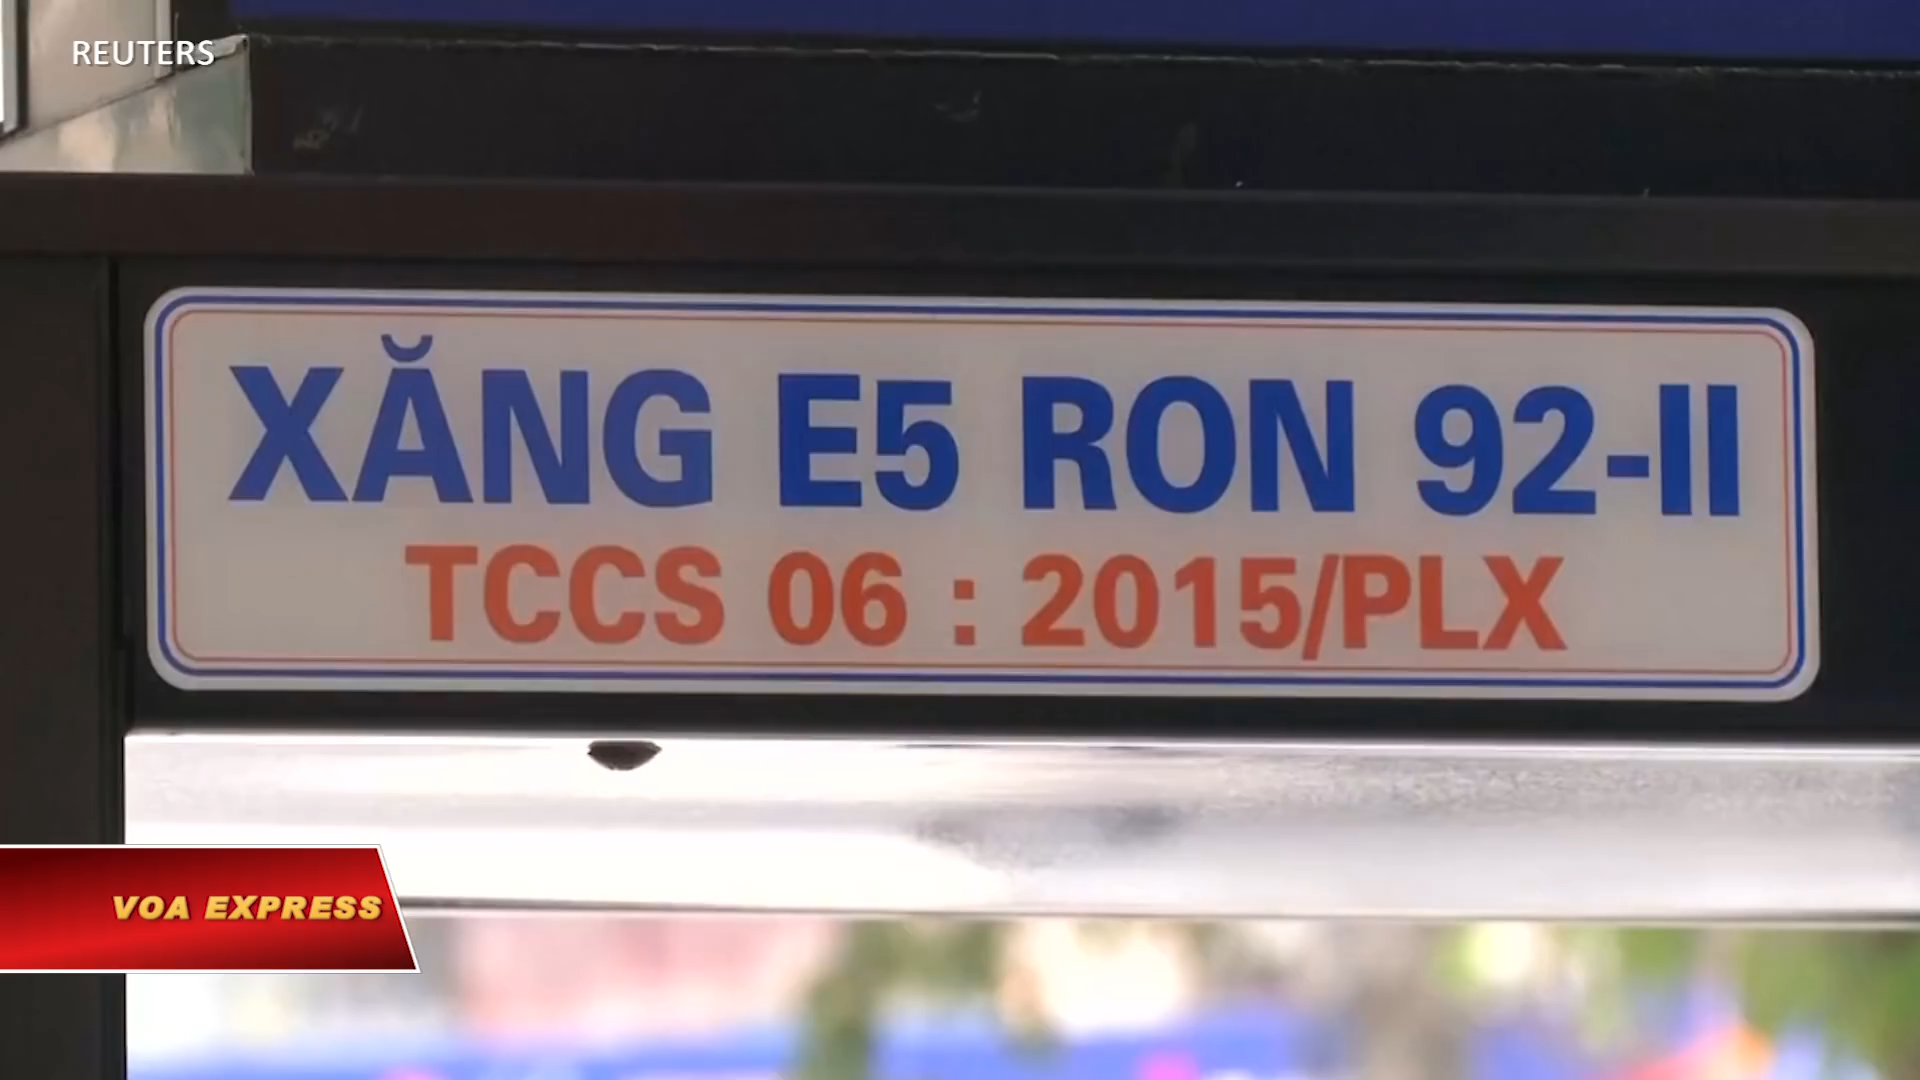 REUTERS
XĂNG E5 RON 92-II
TCCS 06 : 2015/PLX
VOA EXPRESS